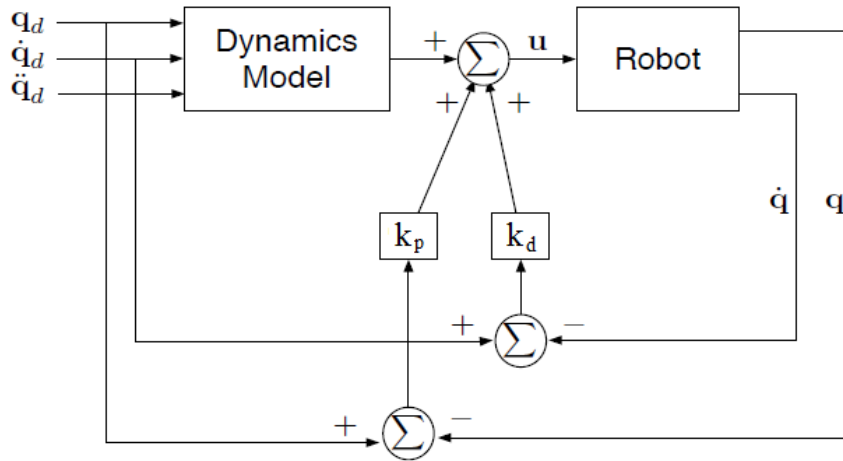 q_d
q̇_d
q̈_d
Dynamics
Model
+
Σ
u
Robot
+
+
q̇
q
k_p
k_d
+
−
Σ
+
−
Σ